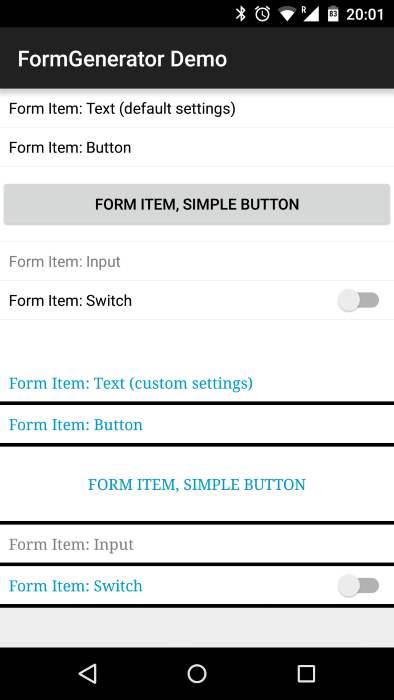 R 83 20:01
FormGenerator Demo
Form Item: Text (default settings)
Form Item: Button
FORM ITEM, SIMPLE BUTTON
Form Item: Input
Form Item: Switch
Form Item: Text (custom settings)
Form Item: Button
FORM ITEM, SIMPLE BUTTON
Form Item: Input
Form Item: Switch